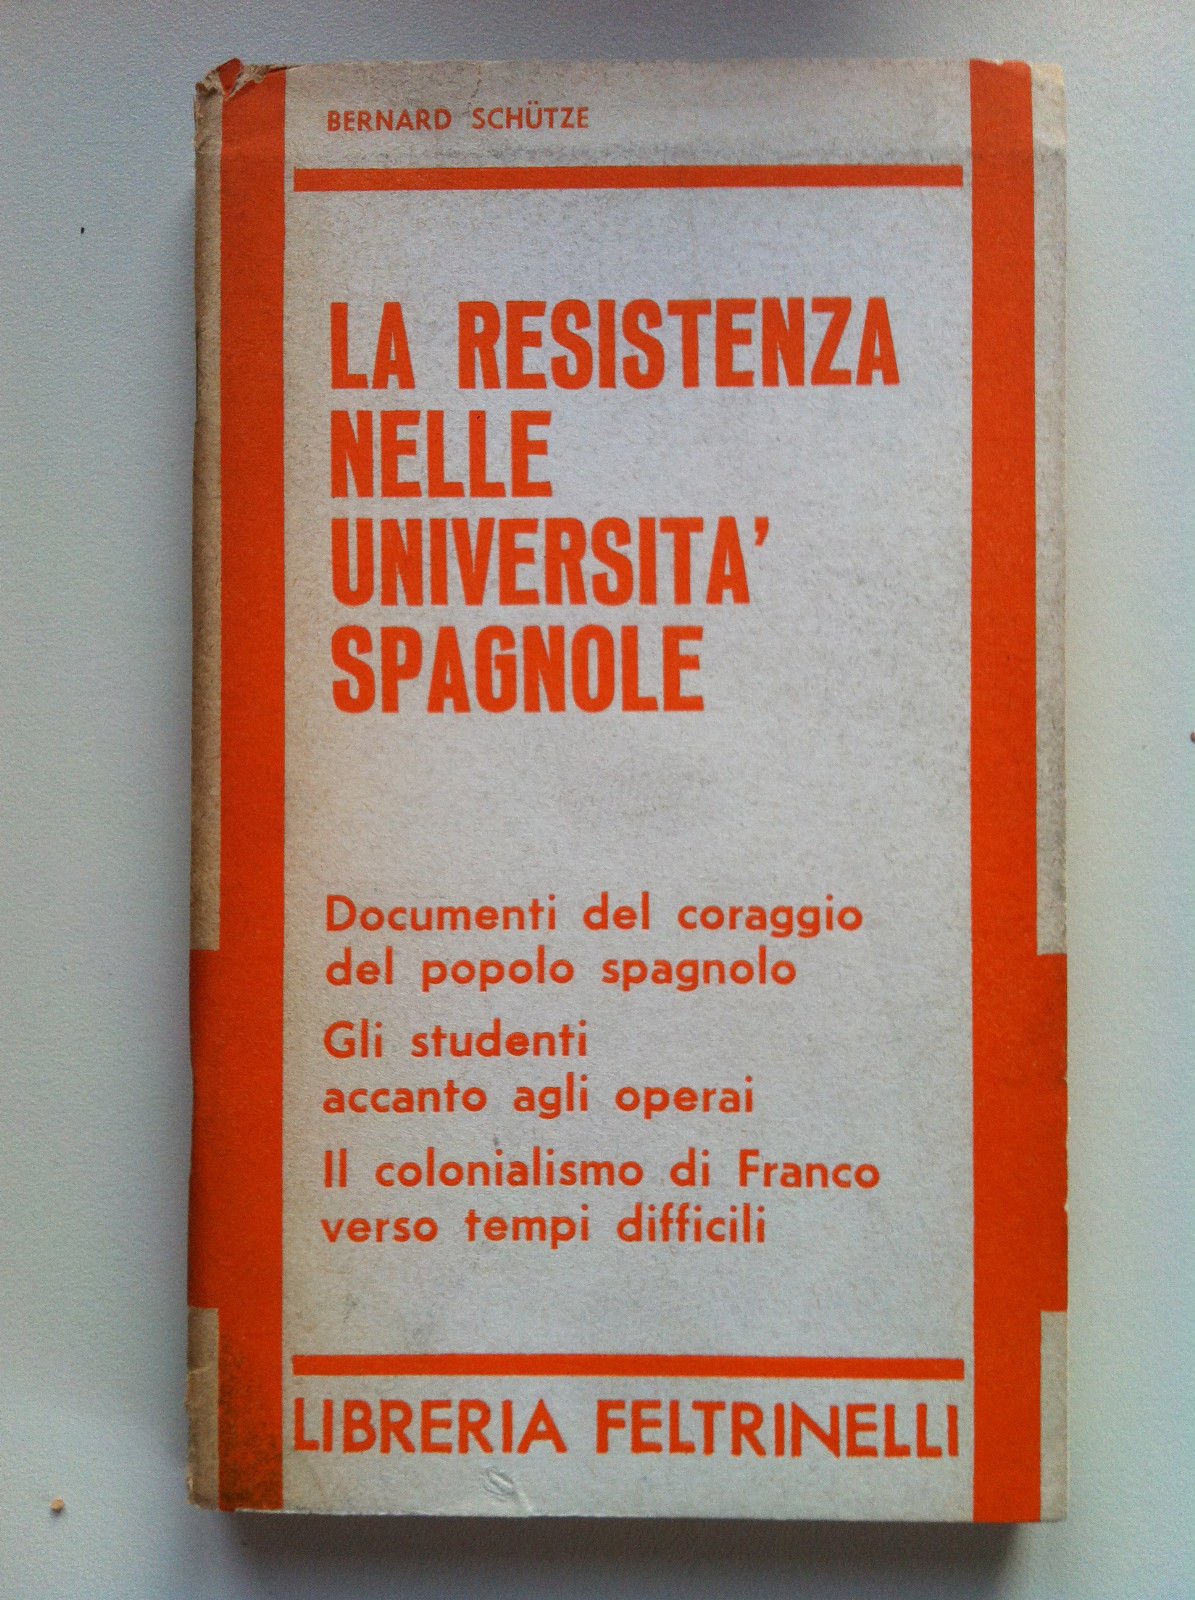 BERNARD SCHÜTZE
LA RESISTENZA
NELLE
UNIVERSITA'
SPAGNOLE
Documenti del coraggio
del popolo spagnolo
Gli studenti
accanto agli operai
Il colonialismo di Franco
verso tempi difficili
LIBRERIA FELTRINELLI